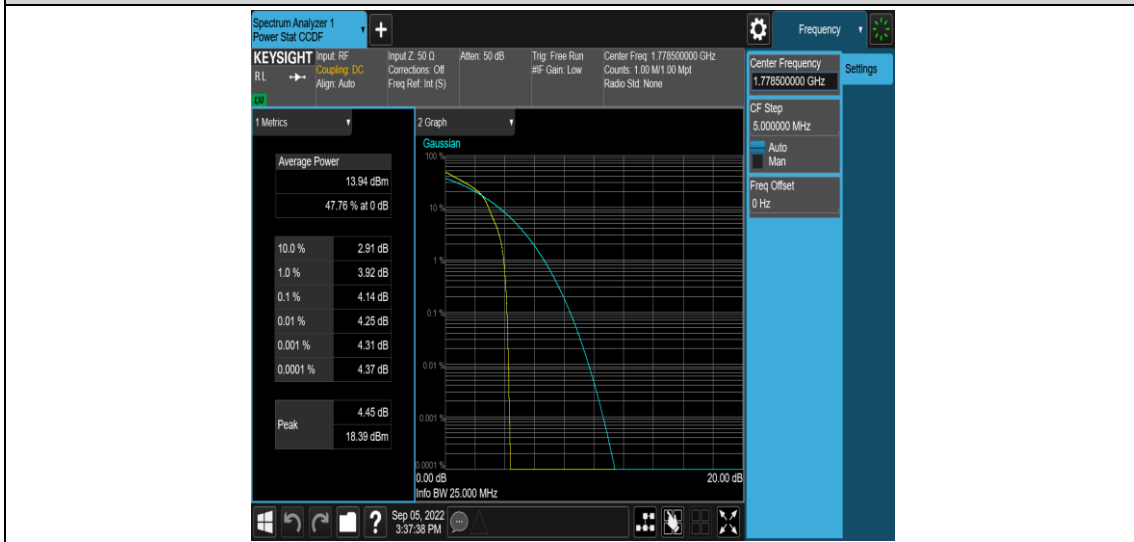 Spectrum Analyzer 1
Power Stat CCDF
Frequency
KEYSIGHT
RL
LXI
Input: RF
Coupling: DC
Align: Auto
Input Z: 50 Ω
Corrections: Off
Freq Ref: Int (S)
Atten: 50 dB
Trig: Free Run
#IF Gain: Low
Center Freq: 1.778500000 GHz
Counts: 1.00 M/1.00 Mpt
Radio Std: None
Center Frequency
1.778500000 GHz
Settings
CF Step
5.000000 MHz
Auto
Man
Freq Offset
0 Hz
1 Metrics
Average Power
13.94 dBm
47.76 % at 0 dB
10.0 % 2.91 dB
1.0 % 3.92 dB
0.1 % 4.14 dB
0.01 % 4.25 dB
0.001 % 4.31 dB
0.0001 % 4.37 dB
Peak
4.45 dB
18.39 dBm
2 Graph
Gaussian
100 %
10 %
1 %
0.1 %
0.01 %
0.001 %
0.0001 %
0.00 dB
20.00 dB
Info BW 25.000 MHz
?
Sep 05, 2022
3:37:38 PM